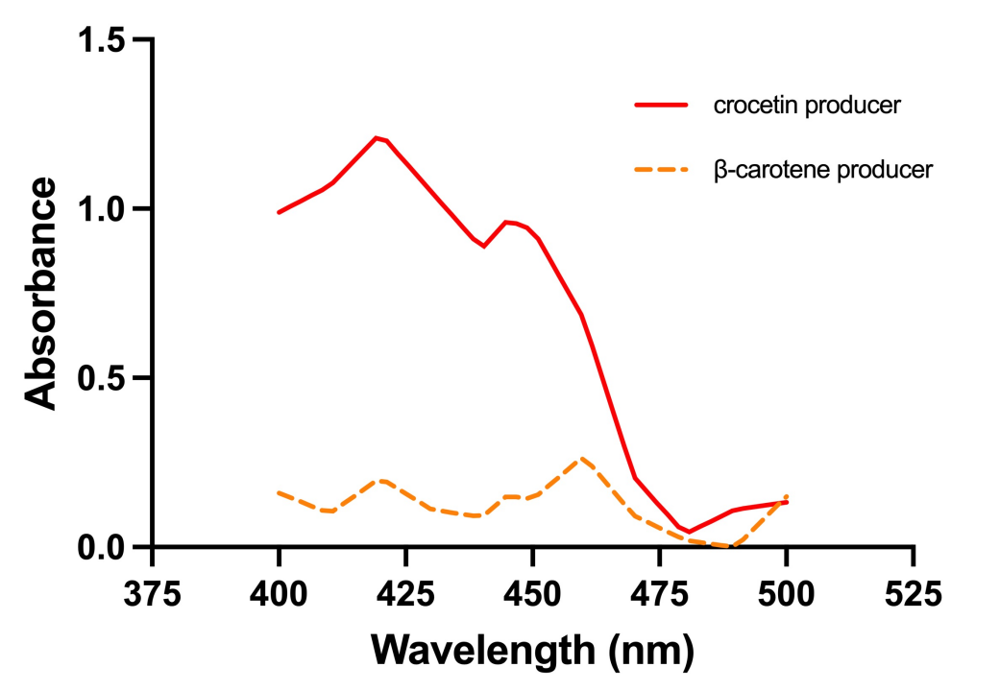 1.5
1.0
0.5
0.0
Absorbance
crocetin producer
β-carotene producer
375 400 425 450 475 500 525
Wavelength (nm)